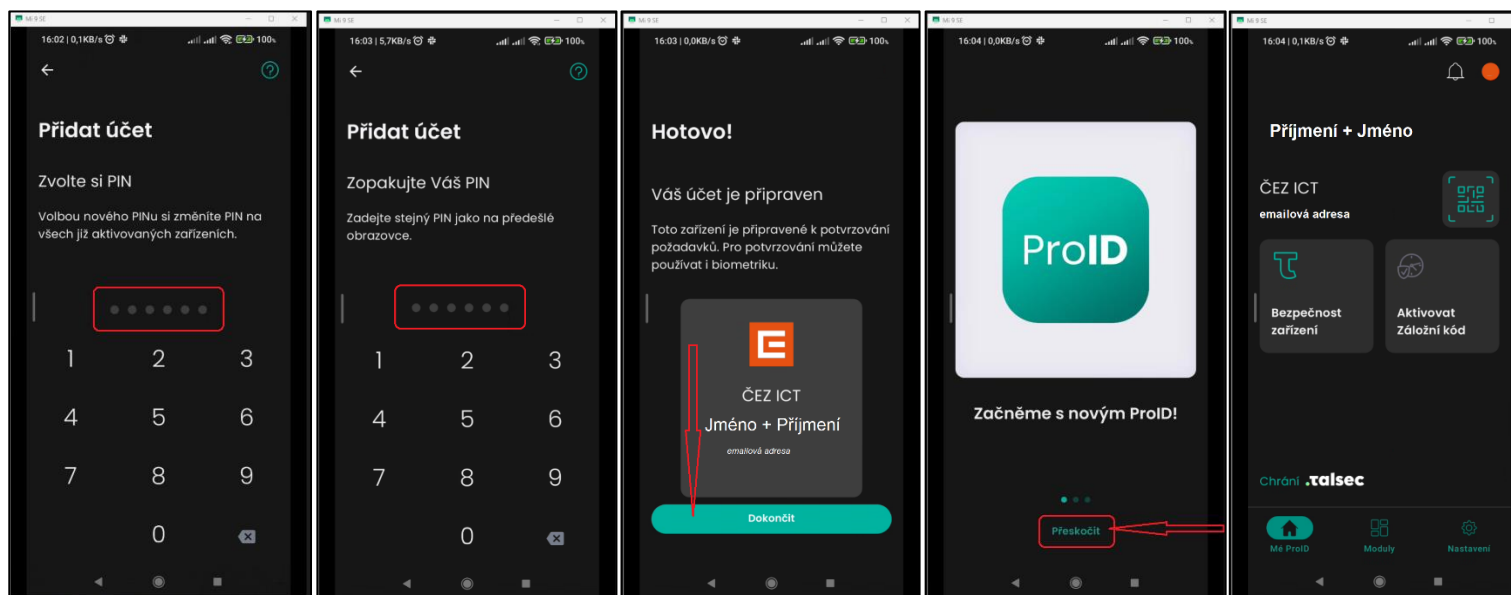 Mi 9 SE
16:02 | 0,1KB/s
100%
Přidat účet
Zvolte si PIN
Volbou nového PINu si změníte PIN na
všech již aktivovaných zařízeních.
1 2 3
4 5 6
7 8 9
0
Mi 9 SE
16:03 | 5,7KB/s
100%
Přidat účet
Zopakujte Váš PIN
Zadejte stejný PIN jako na předešlé
obrazovce.
1 2 3
4 5 6
7 8 9
0
Mi 9 SE
16:03 | 0,0KB/s
100%
Hotovo!
Váš účet je připraven
Toto zařízení je připravené k potvrzování
požadavků. Pro potvrzování můžete
používat i biometriku.
ČEZ ICT
Jméno + Příjmení
emailová adresa
Dokončit
Mi 9 SE
16:04 | 0,0KB/s
100%
ProID
Začněme s novým ProID!
Přeskočit
Mi 9 SE
16:04 | 0,1KB/s
100%
Příjmení + Jméno
ČEZ ICT
emailová adresa
Bezpečnost
zařízení
Aktivovat
Záložní kód
Chrání .talsec
Mé ProID
Moduly
Nastavení